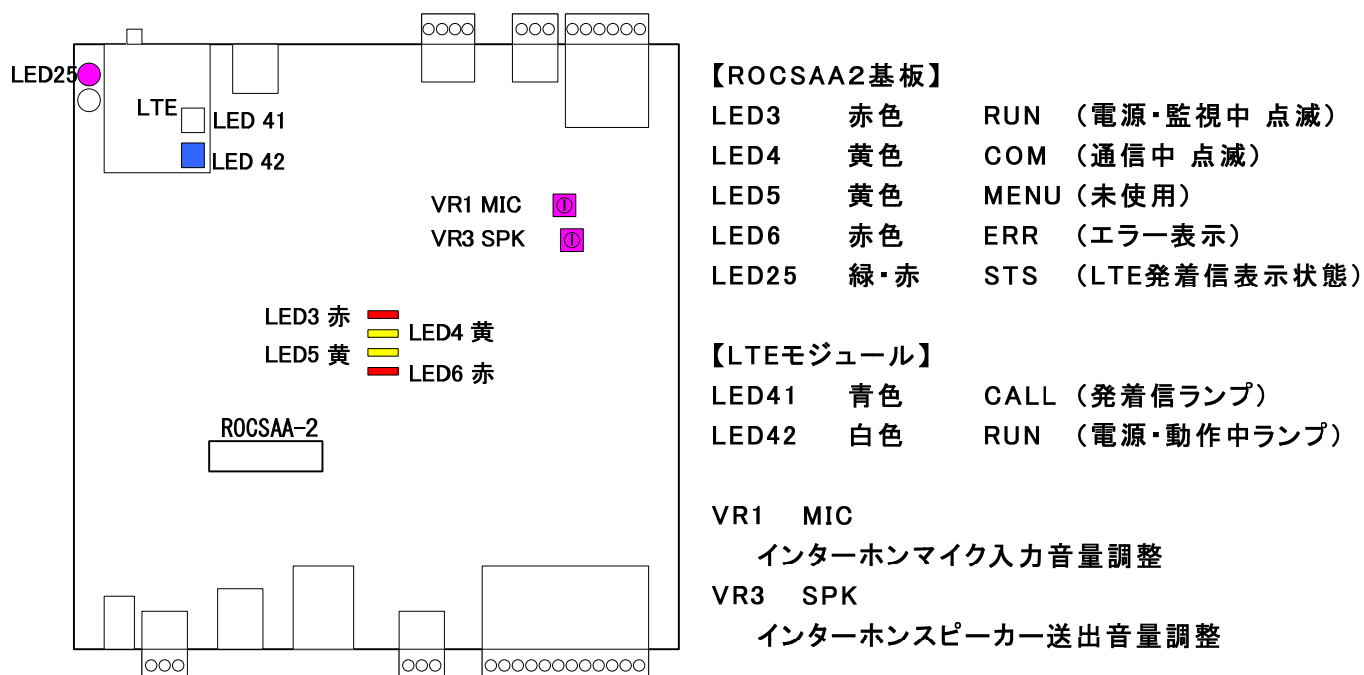 LED25
LTE
LED 41
LED 42
VR1 MIC
VR3 SPK
LED3 赤
LED4 黄
LED5 黄
LED6 赤
ROCSAA-2
【ROCSAA2基板】
LED3 赤色 RUN (電源・監視中 点滅)
LED4 黄色 COM (通信中 点滅)
LED5 黄色 MENU (未使用)
LED6 赤色 ERR (エラー表示)
LED25 緑・赤 STS (LTE発着信表示状態)
【LTEモジュール】
LED41 青色 CALL (発着信ランプ)
LED42 白色 RUN (電源・動作中ランプ)
VR1 MIC
インターホンマイク入力音量調整
VR3 SPK
インターホンスピーカー送出音量調整